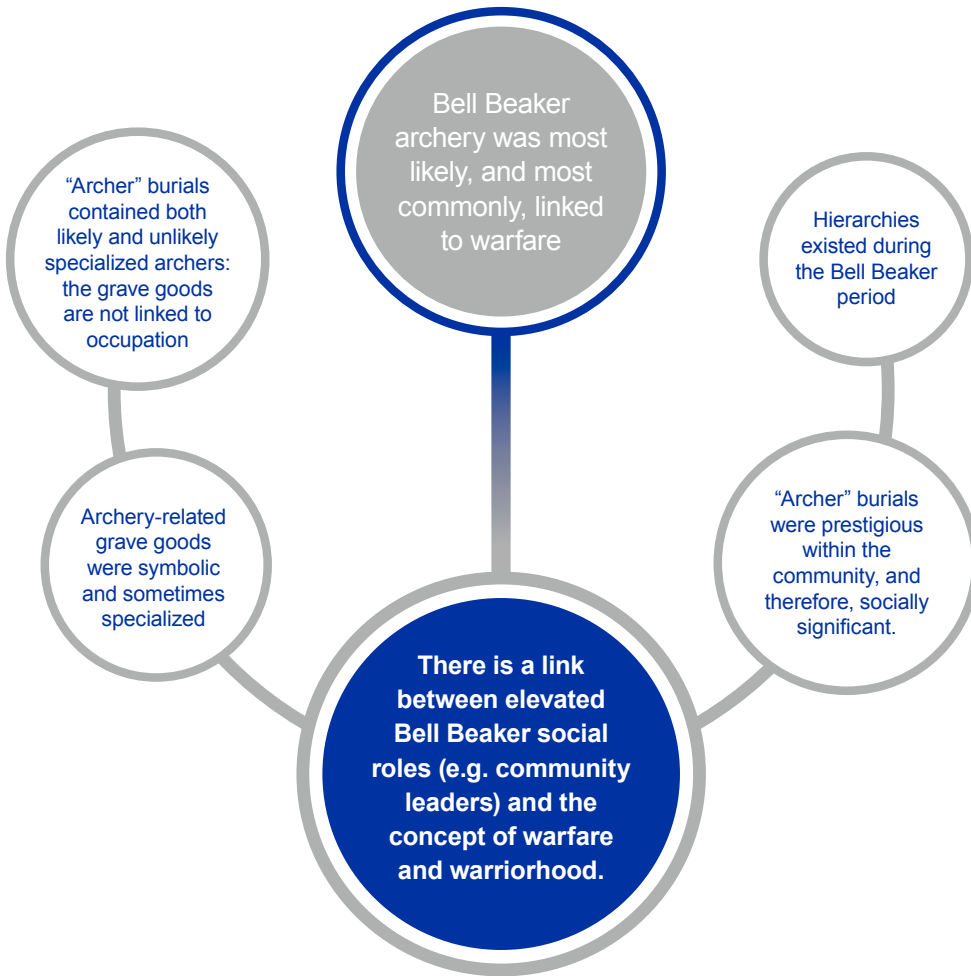 Bell Beaker
archery was most
likely, and most
commonly, linked
to warfare
“Archer” burials
contained both
likely and unlikely
specialized archers:
the grave goods
are not linked to
occupation
Hierarchies
existed during
the Bell Beaker
period
Archery-related
grave goods
were symbolic
and sometimes
specialized
“Archer” burials
were prestigious
within the
community, and
therefore, socially
significant.
There is a link
between elevated
Bell Beaker social
roles (e.g. community
leaders) and the
concept of warfare
and warriorhood.